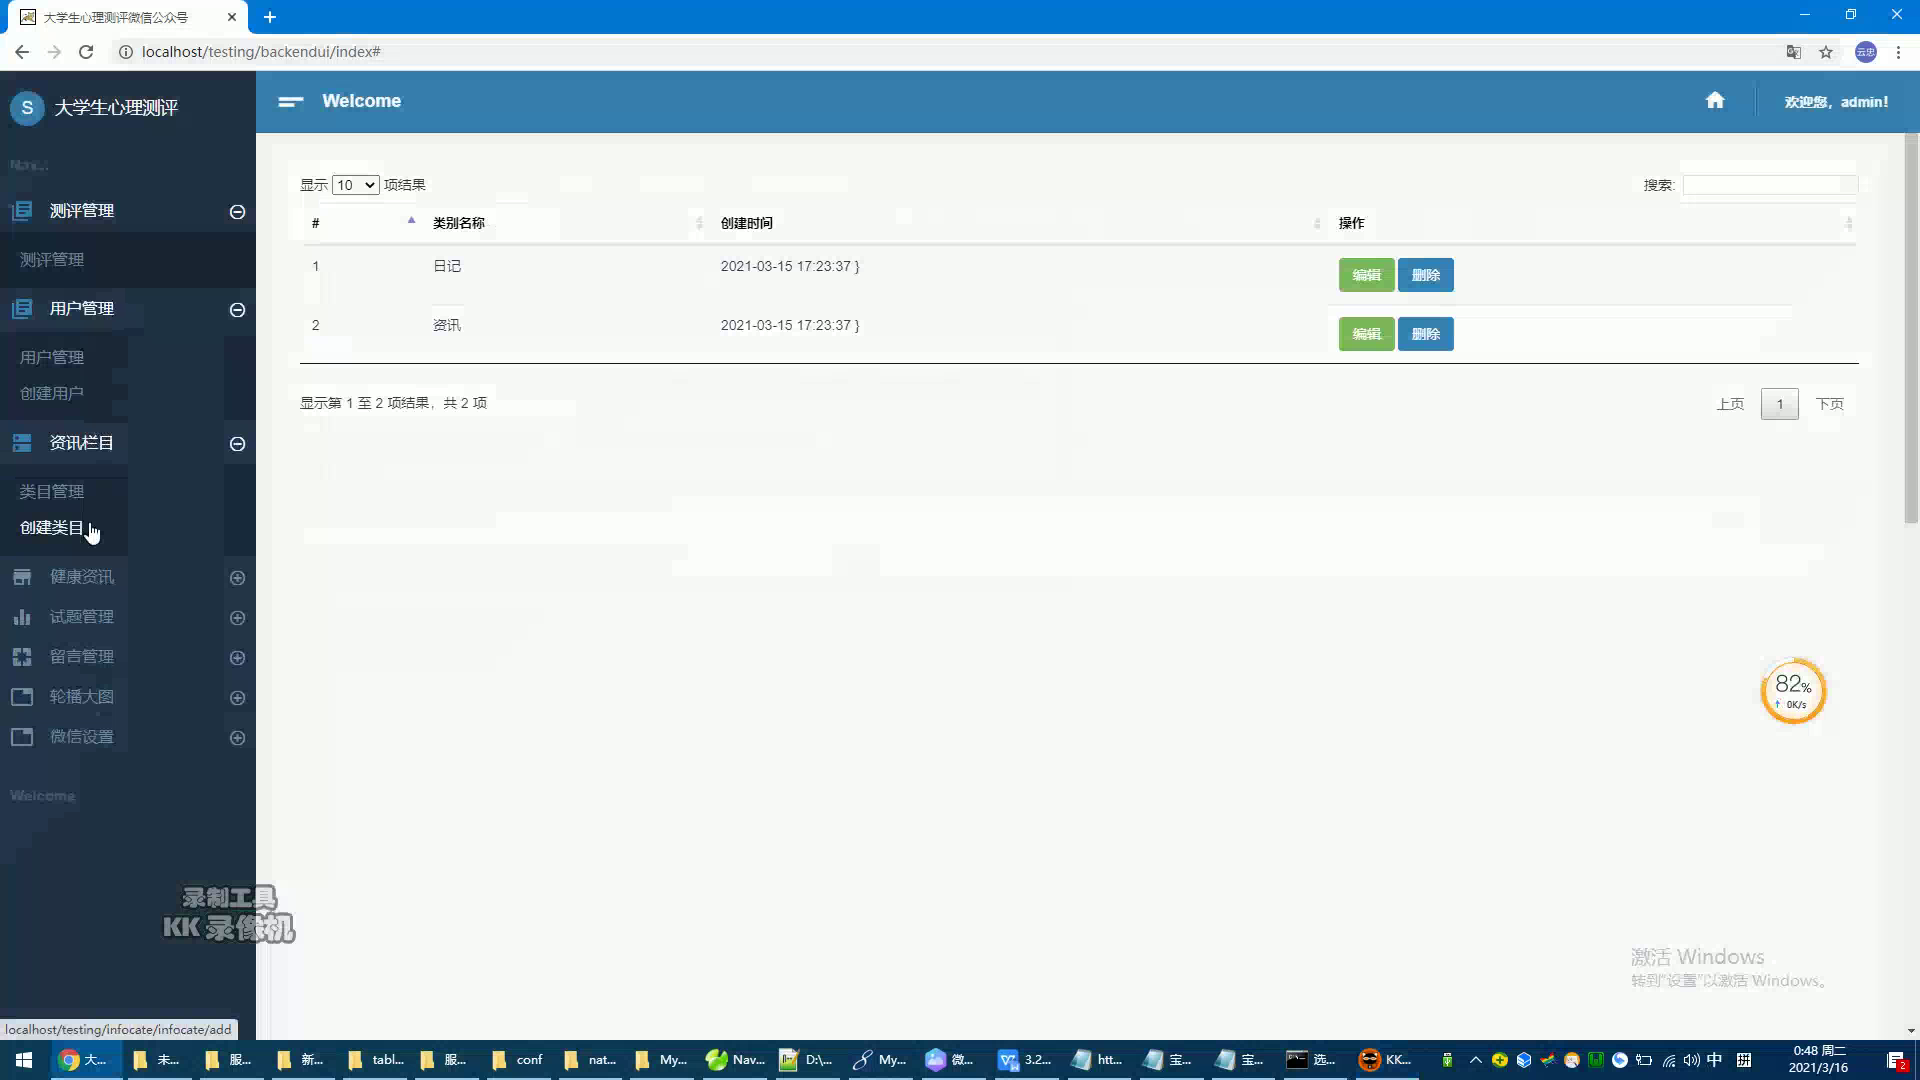 大学生心理测评微信公众号
localhost/testing/backendui/index#
云忠
S 大学生心理测评
Welcome
欢迎您，admin!
测评管理
测评管理
用户管理
用户管理
创建用户
资讯栏目
类目管理
创建类目
健康资讯
试题管理
留言管理
轮播大图
微信设置
Welcome
显示 10 项结果
搜索:
# 类别名称 创建时间 操作
1 日记 2021-03-15 17:23:37 } 编辑 删除
2 资讯 2021-03-15 17:23:37 } 编辑 删除
显示第 1 至 2 项结果，共 2 项
上页 1 下页
82%
0K/s
录制工具
KK 录像机
激活 Windows
转到"设置"以激活 Windows。
localhost/testing/infocate/infocate/add
大... 未... 服... 新... tabl... 服... conf nat... My... Nav... D:\... My... 微... 3.2... htt... 宝... 宝... 选... KK... 中 拼
0:48 周二
2021/3/16
2